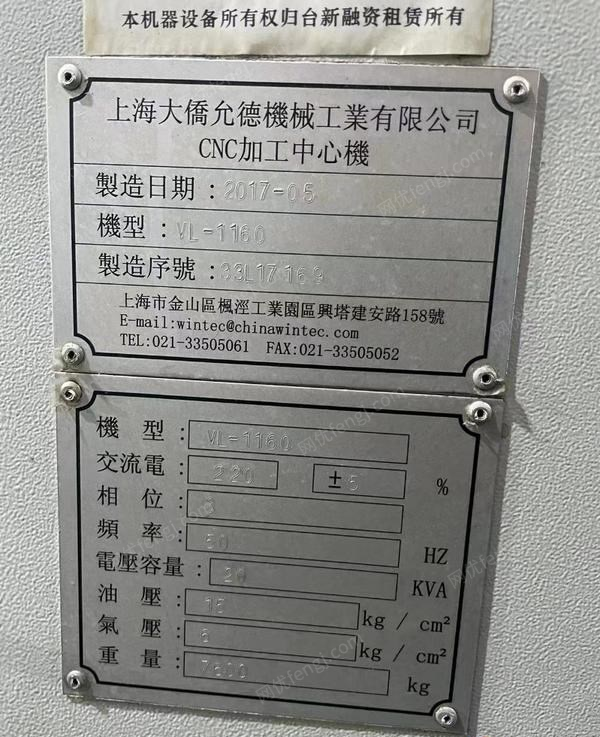 本机器设备所有权归台新融资租赁所有
上海大僑允德機械工業有限公司
CNC加工中心機
製造日期：2017-05
機型：VL-1160
製造序號：33L17169
上海市金山區楓涇工業園區興塔建安路158號
E-mail:wintec@chinawintec.com
TEL:021-33505061 FAX:021-33505052
機型：VL-1160
交流電：220 ±5 %
相位：3
頻率：50 HZ
電壓容量：20 KVA
油壓：15 kg / cm²
氣壓：6 kg / cm²
重量：7600 kg